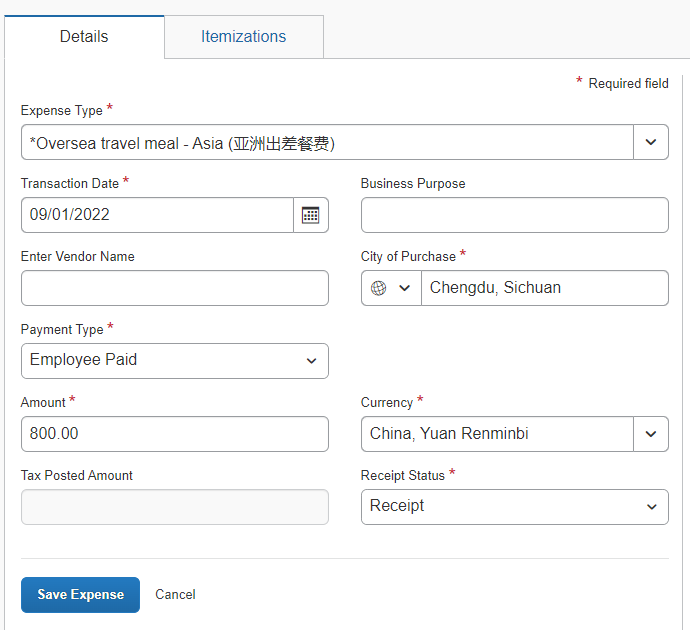 Details
Itemizations
* Required field
Expense Type *
*Oversea travel meal - Asia (亚洲出差餐费)
Transaction Date *
Business Purpose
09/01/2022
Enter Vendor Name
City of Purchase *
Chengdu, Sichuan
Payment Type *
Employee Paid
Amount *
Currency *
800.00
China, Yuan Renminbi
Tax Posted Amount
Receipt Status *
Receipt
Save Expense
Cancel